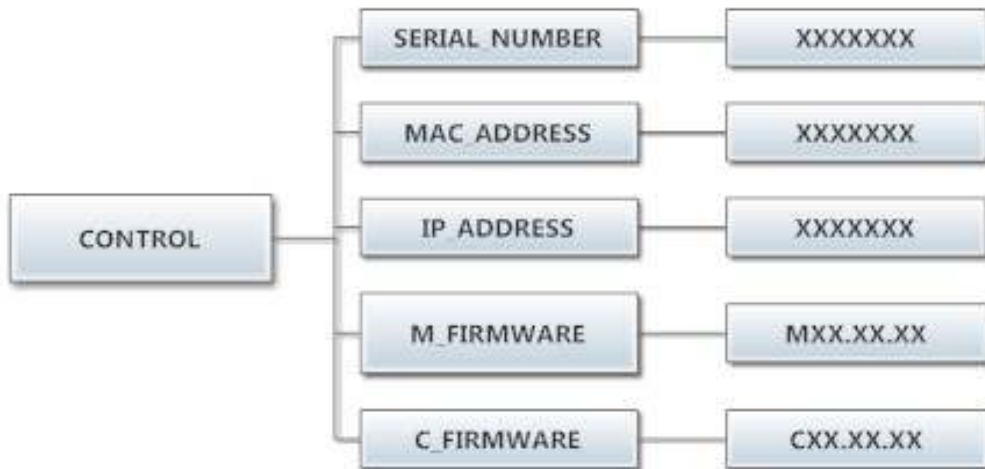 SERIAL_NUMBER
XXXXXXX
MAC_ADDRESS
XXXXXXX
CONTROL
IP_ADDRESS
XXXXXXX
M_FIRMWARE
MXX.XX.XX
C_FIRMWARE
CXX.XX.XX